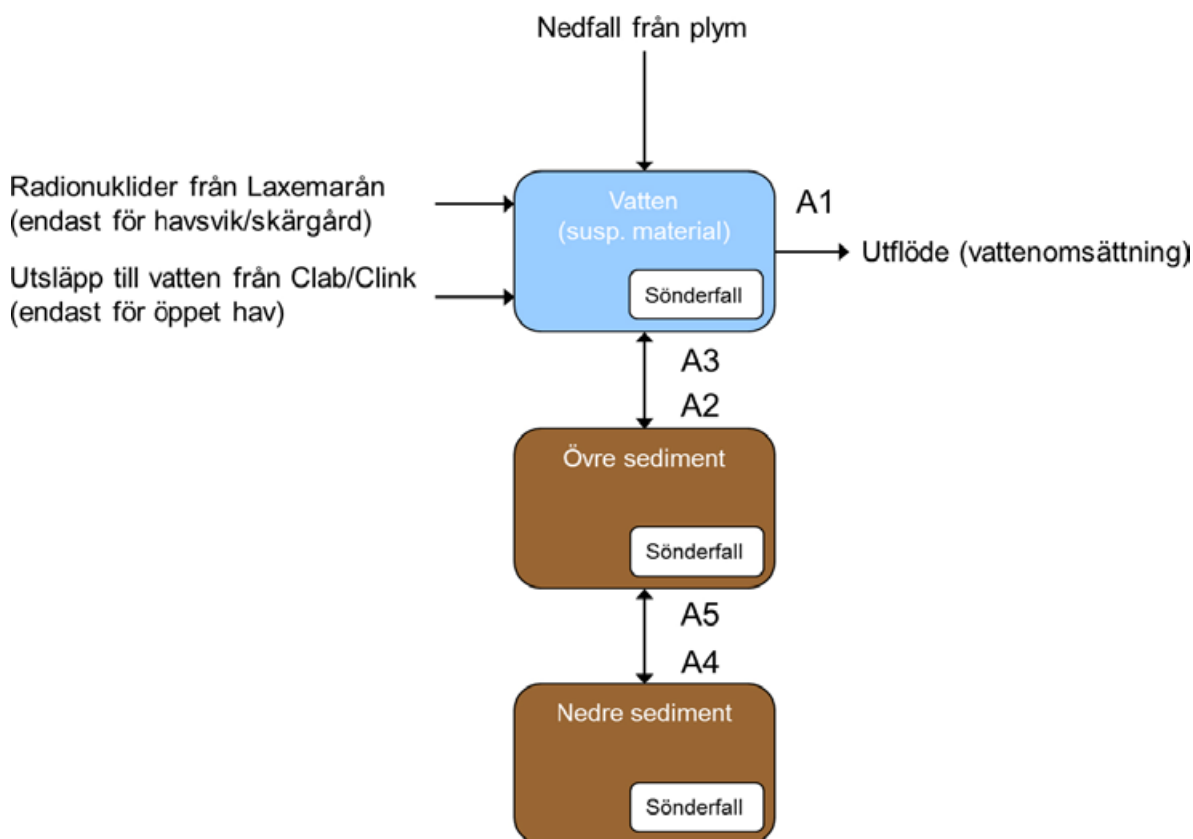 Nedfall från plym
Radionuklider från Laxemarån
(endast för havsvik/skärgård)
Utsläpp till vatten från Clab/Clink
(endast för öppet hav)
Vatten
(susp. material)
Sönderfall
A1
Utflöde (vattenomsättning)
A3
A2
Övre sediment
Sönderfall
A5
A4
Nedre sediment
Sönderfall